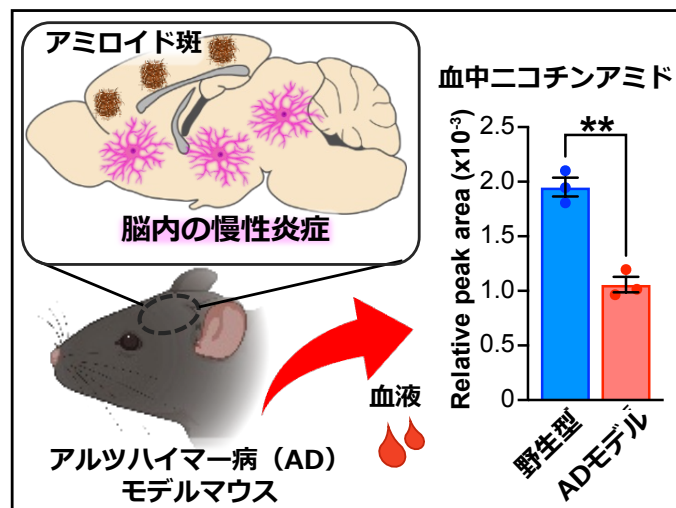 アミロイド斑
脳内の慢性炎症
アルツハイマー病（AD）
モデルマウス
血液
血中ニコチンアミド
Relative peak area (x10⁻³)
2.5
2.0
1.5
1.0
0.5
0
**
野生型
ADモデル